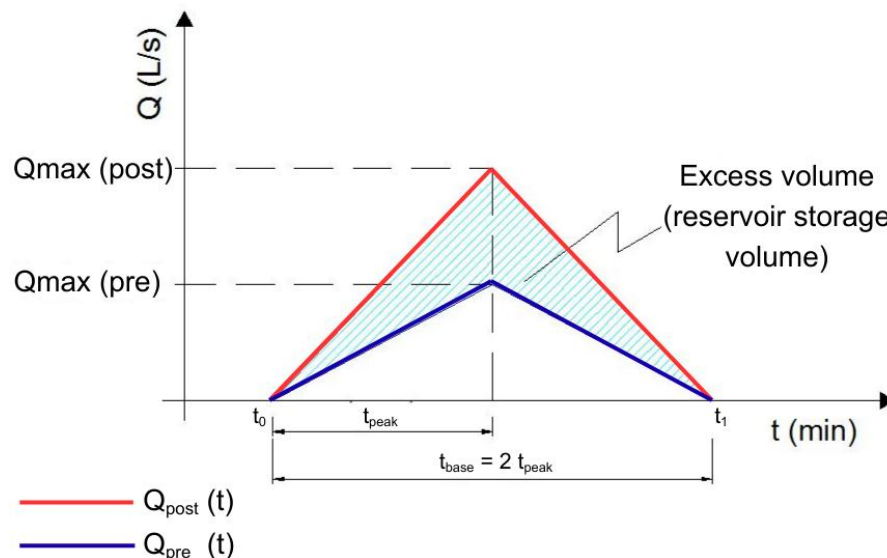 Q (L/s)
Qmax (post)
Excess volume
(reservoir storage
volume)
Qmax (pre)
t0
tpeak
t1
t (min)
tbase = 2 tpeak
Qpost (t)
Qpre (t)